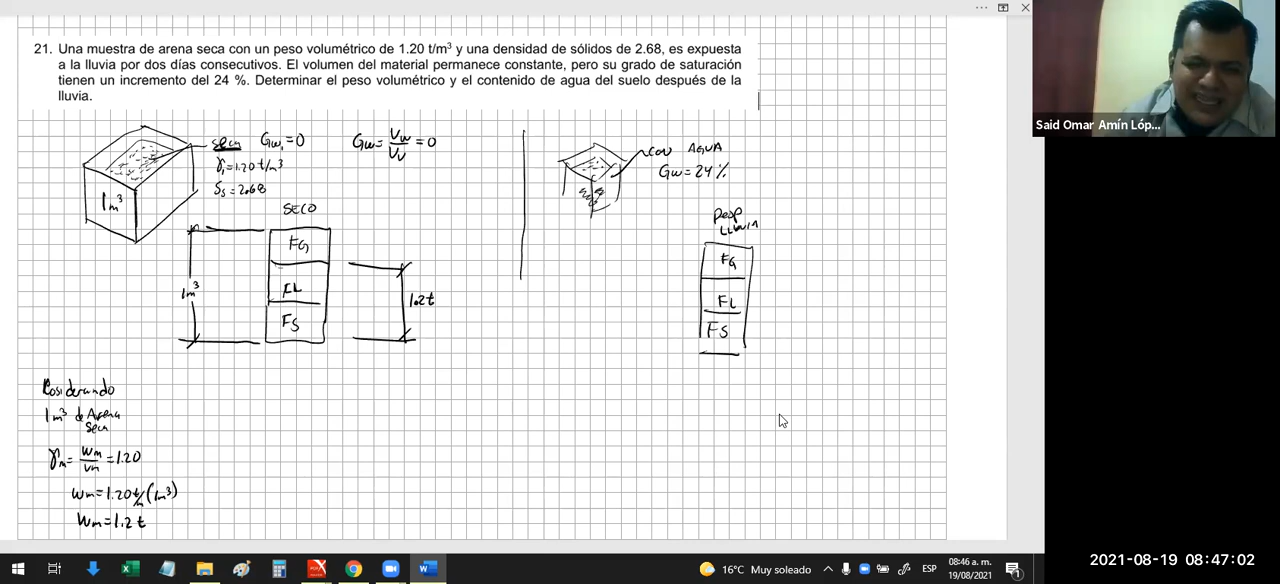 21. Una muestra de arena seca con un peso volumétrico de 1.20 t/m³ y una densidad de sólidos de 2.68, es expuesta
a la lluvia por dos días consecutivos. El volumen del material permanece constante, pero su grado de saturación
tienen un incremento del 24 %. Determinar el peso volumétrico y el contenido de agua del suelo después de la
lluvia.
Said Omar Amín Lóp...
seca Gw₁=0
Gw=Vw/Vv=0
γ₁=1.20t/m³
Ss=2.68
1m³
con AGUA
Gw=24%
SECO
FG
FL
FS
1m³
1.2t
DESP
LLUVIA
FG
FL
FS
Cosiderando
1m³ de Arena
seca
γm=Wm/Vm=1.20
Wm=1.20t/m³(1m³)
Wm=1.2t
16°C Muy soleado
ESP
08:46 a. m.
19/08/2021
2021-08-19 08:47:02